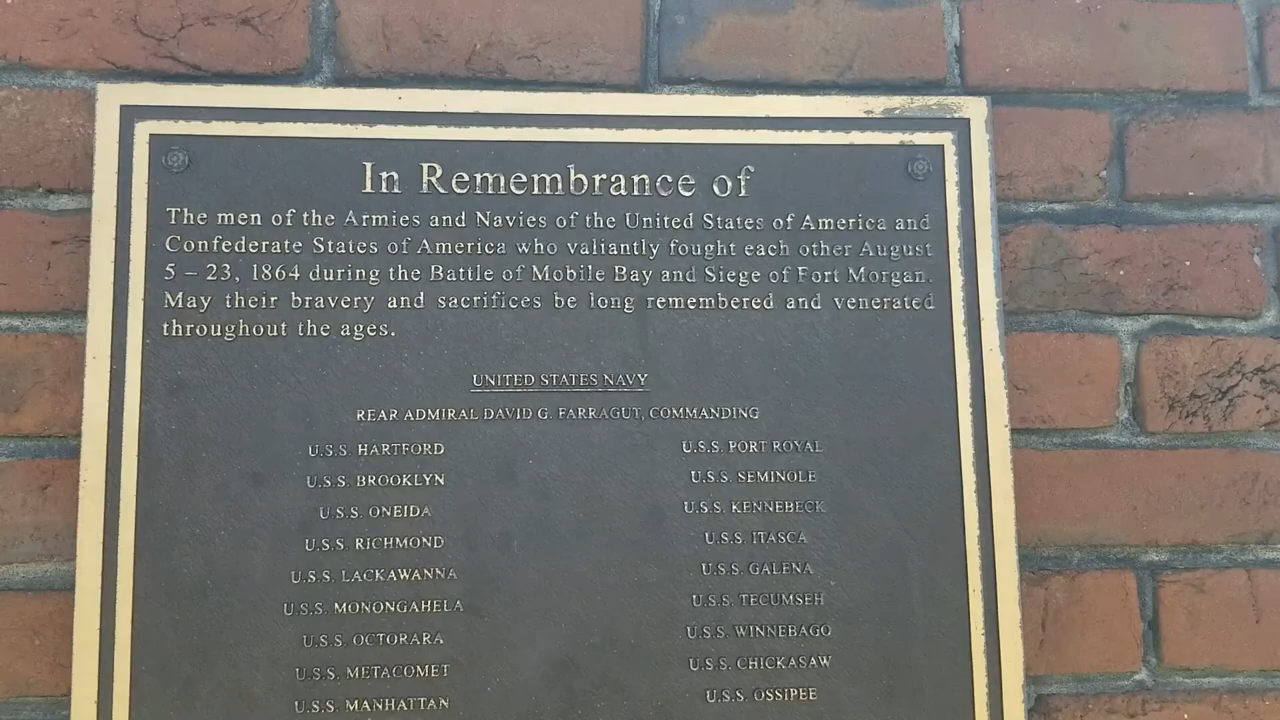 In Remembrance of
The men of the Armies and Navies of the United States of America and
Confederate States of America who valiantly fought each other August
5 – 23, 1864 during the Battle of Mobile Bay and Siege of Fort Morgan.
May their bravery and sacrifices be long remembered and venerated
throughout the ages.
UNITED STATES NAVY
REAR ADMIRAL DAVID G. FARRAGUT, COMMANDING
U.S.S. HARTFORD
U.S.S. BROOKLYN
U.S.S. ONEIDA
U.S.S. RICHMOND
U.S.S. LACKAWANNA
U.S.S. MONONGAHELA
U.S.S. OCTORARA
U.S.S. METACOMET
U.S.S. MANHATTAN
U.S.S. PORT ROYAL
U.S.S. SEMINOLE
U.S.S. KENNEBECK
U.S.S. ITASCA
U.S.S. GALENA
U.S.S. TECUMSEH
U.S.S. WINNEBAGO
U.S.S. CHICKASAW
U.S.S. OSSIPEE